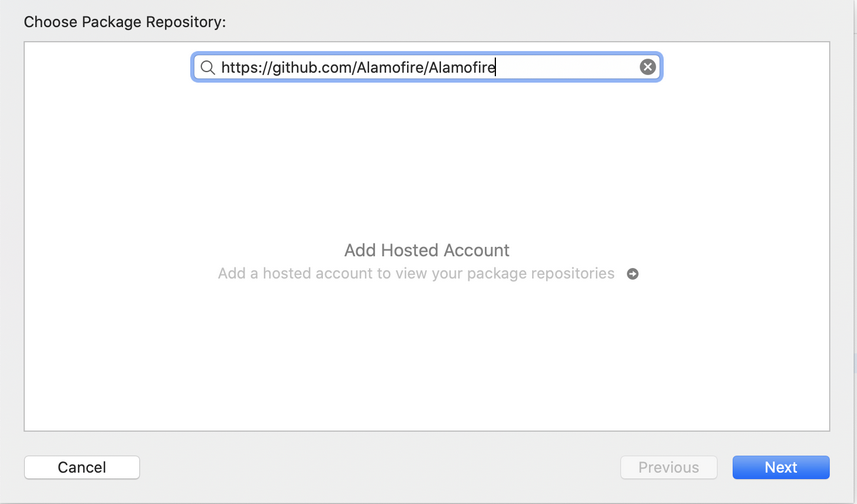 Choose Package Repository:
https://github.com/Alamofire/Alamofire
Add Hosted Account
Add a hosted account to view your package repositories
Cancel
Previous
Next